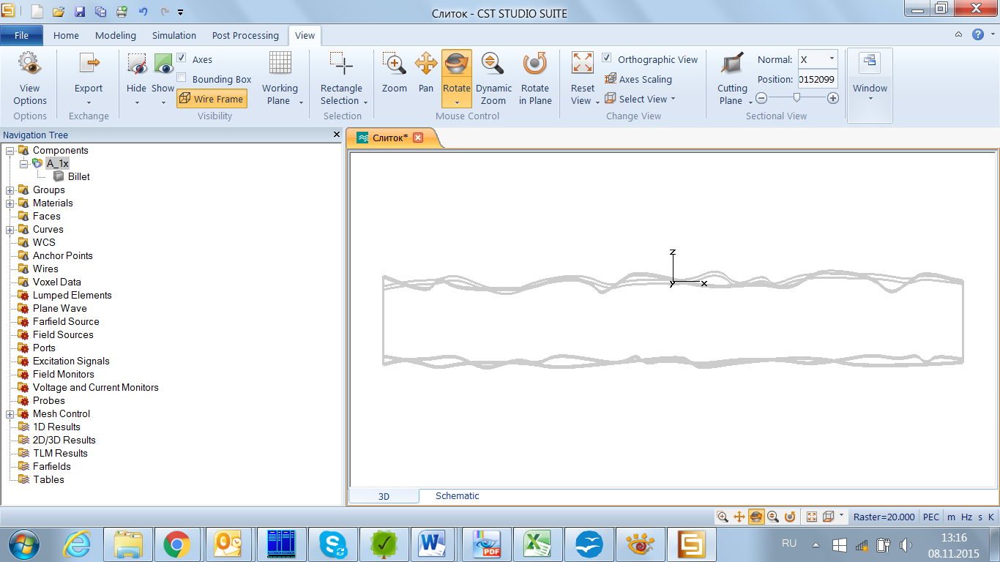 Слиток - CST STUDIO SUITE
File Home Modeling Simulation Post Processing View
View Options
Export
Hide
Show
Axes
Bounding Box
Wire Frame
Working Plane
Rectangle Selection
Zoom
Pan
Rotate
Dynamic Zoom
Rotate in Plane
Reset View
Orthographic View
Axes Scaling
Select View
Cutting Plane
Normal: X
Position: 0152099
Window
Options Exchange Visibility Selection Mouse Control Change View Sectional View
Navigation Tree
Слиток*
Components
A_1x
Billet
Groups
Materials
Faces
Curves
WCS
Anchor Points
Wires
Voxel Data
Lumped Elements
Plane Wave
Farfield Source
Field Sources
Ports
Excitation Signals
Field Monitors
Voltage and Current Monitors
Probes
Mesh Control
1D Results
2D/3D Results
TLM Results
Farfields
Tables
z
y
x
3D Schematic
Raster=20.000 PEC m Hz s K
PDF
RU
13:16
08.11.2015